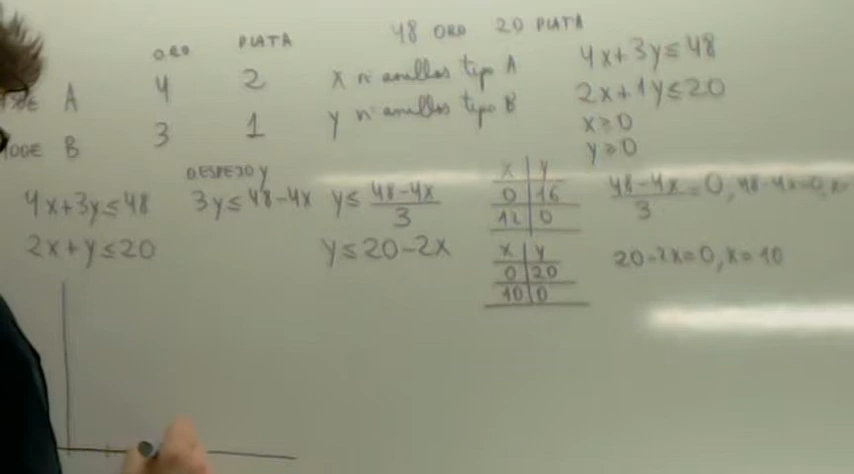 ORO PLATA 48 ORO 20 PLATA
A 4 2 x nº anillos tipo A 4x+3y≤48
B 3 1 y nº anillos tipo B 2x+1y≤20
x≥0
y≥0
DESPEJO y
4x+3y≤48 3y≤48-4x y≤ 48-4x / 3
2x+y≤20 y≤20-2x
x y
0 16
12 0
48-4x / 3 =0, 48-4x=0,
x y
0 20
10 0
20-2x=0, x=10